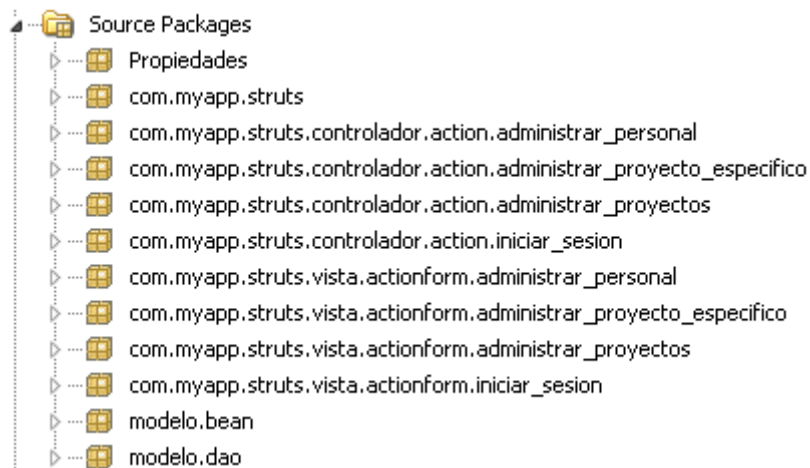 Source Packages
Propiedades
com.myapp.struts
com.myapp.struts.controlador.action.administrar_personal
com.myapp.struts.controlador.action.administrar_proyecto_especifico
com.myapp.struts.controlador.action.administrar_proyectos
com.myapp.struts.controlador.action.iniciar_sesion
com.myapp.struts.vista.actionform.administrar_personal
com.myapp.struts.vista.actionform.administrar_proyecto_especifico
com.myapp.struts.vista.actionform.administrar_proyectos
com.myapp.struts.vista.actionform.iniciar_sesion
modelo.bean
modelo.dao